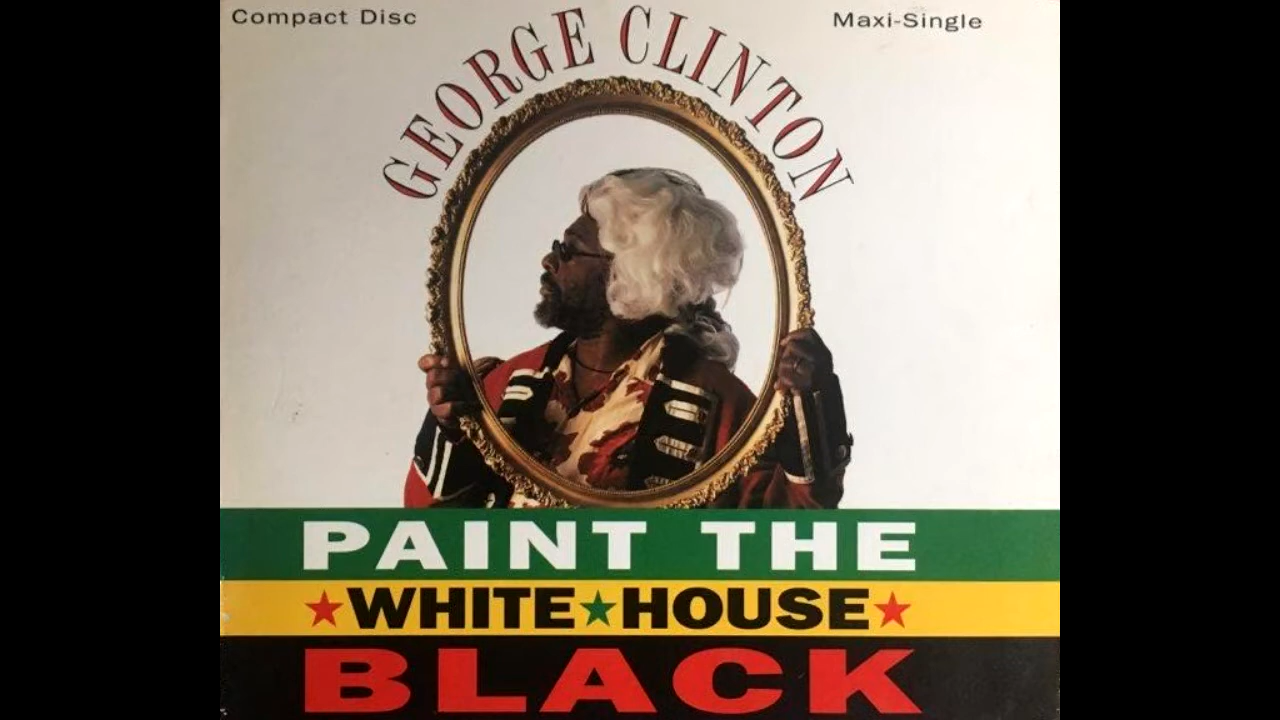 Compact Disc
Maxi-Single
GEORGE CLINTON
PAINT THE
WHITE★HOUSE
BLACK